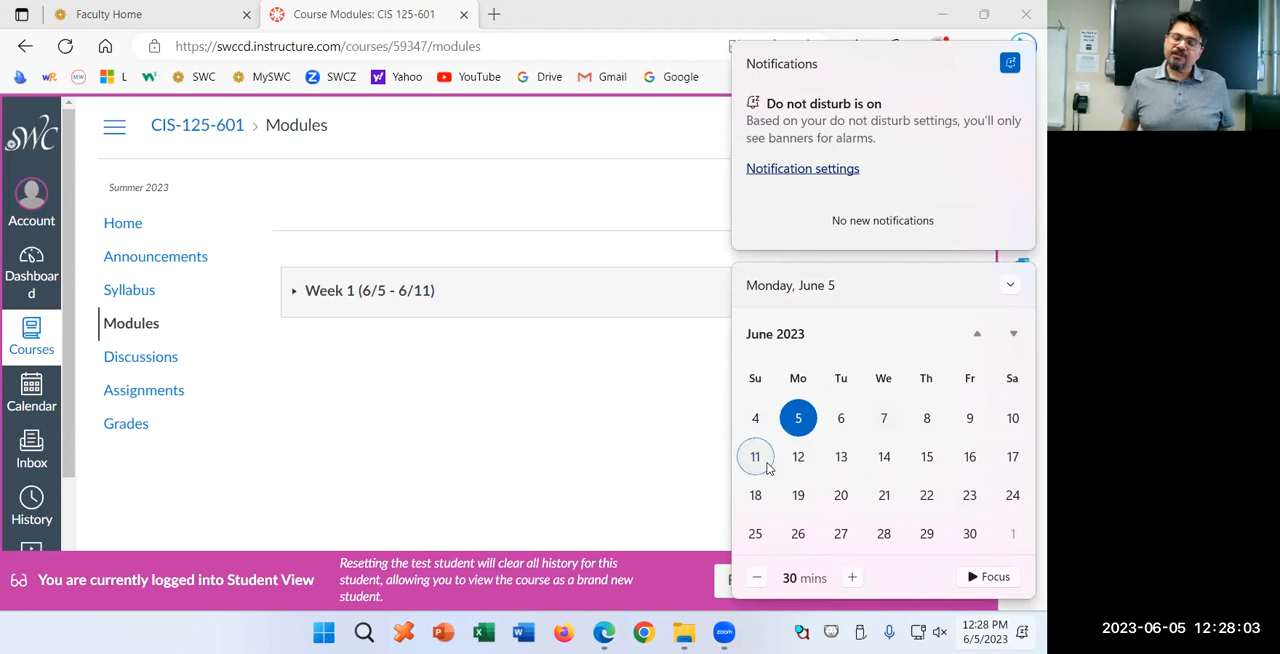 Faculty Home
Course Modules: CIS 125-601
https://swccd.instructure.com/courses/59347/modules
wR
MW
L
SWC
MySWC
SWCZ
Yahoo
YouTube
Drive
Gmail
Google
SWC
Account
Dashboar
d
Courses
Calendar
Inbox
History
CIS-125-601 › Modules
Summer 2023
Home
Announcements
Syllabus
Modules
Discussions
Assignments
Grades
Week 1 (6/5 - 6/11)
Notifications
Do not disturb is on
Based on your do not disturb settings, you'll only
see banners for alarms.
Notification settings
No new notifications
Monday, June 5
June 2023
Su Mo Tu We Th Fr Sa
4 5 6 7 8 9 10
11 12 13 14 15 16 17
18 19 20 21 22 23 24
25 26 27 28 29 30 1
30 mins
Focus
You are currently logged into Student View
Resetting the test student will clear all history for this
student, allowing you to view the course as a brand new
student.
12:28 PM
6/5/2023
zoom
2023-06-05 12:28:03